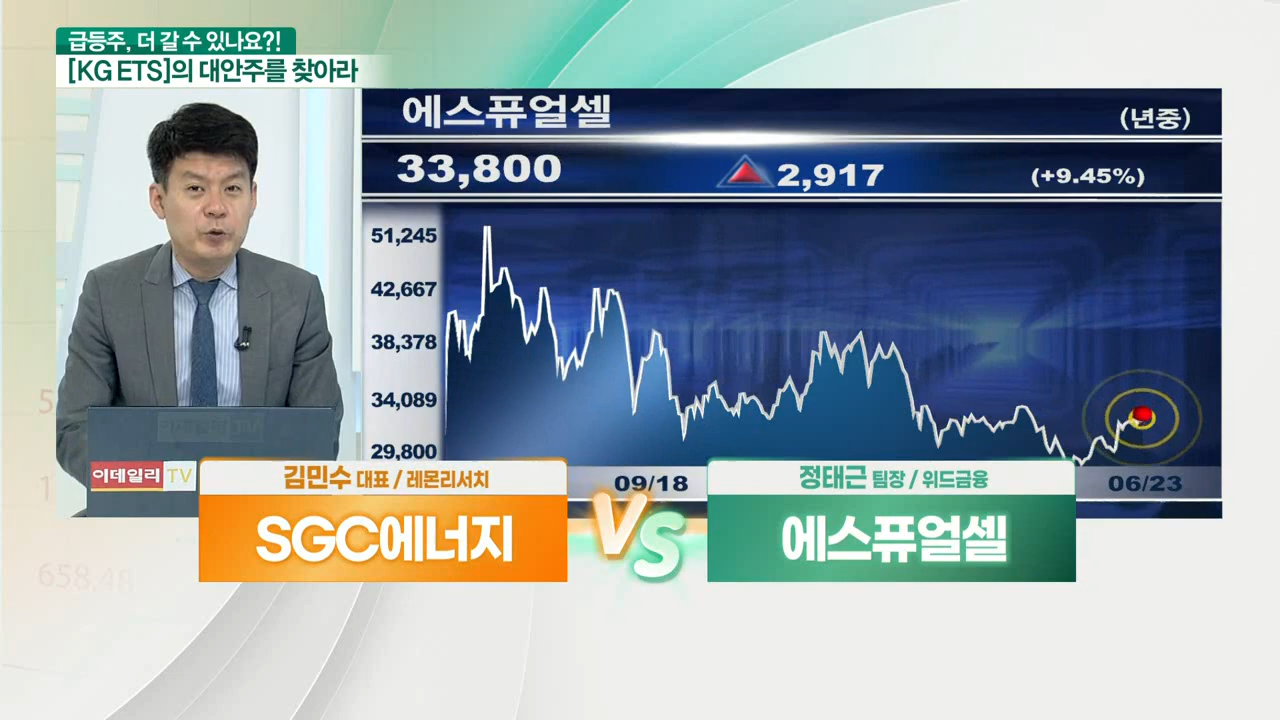 급등주, 더 갈 수 있나요?!
[KG ETS]의 대안주를 찾아라
에스퓨얼셀
(년중)
33,800
2,917
(+9.45%)
51,245
42,667
38,378
34,089
29,800
09/18
06/23
이데일리 TV
김민수 대표 / 레몬리서치
SGC에너지
VS
정태근 팀장 / 위드금융
에스퓨얼셀
658.48